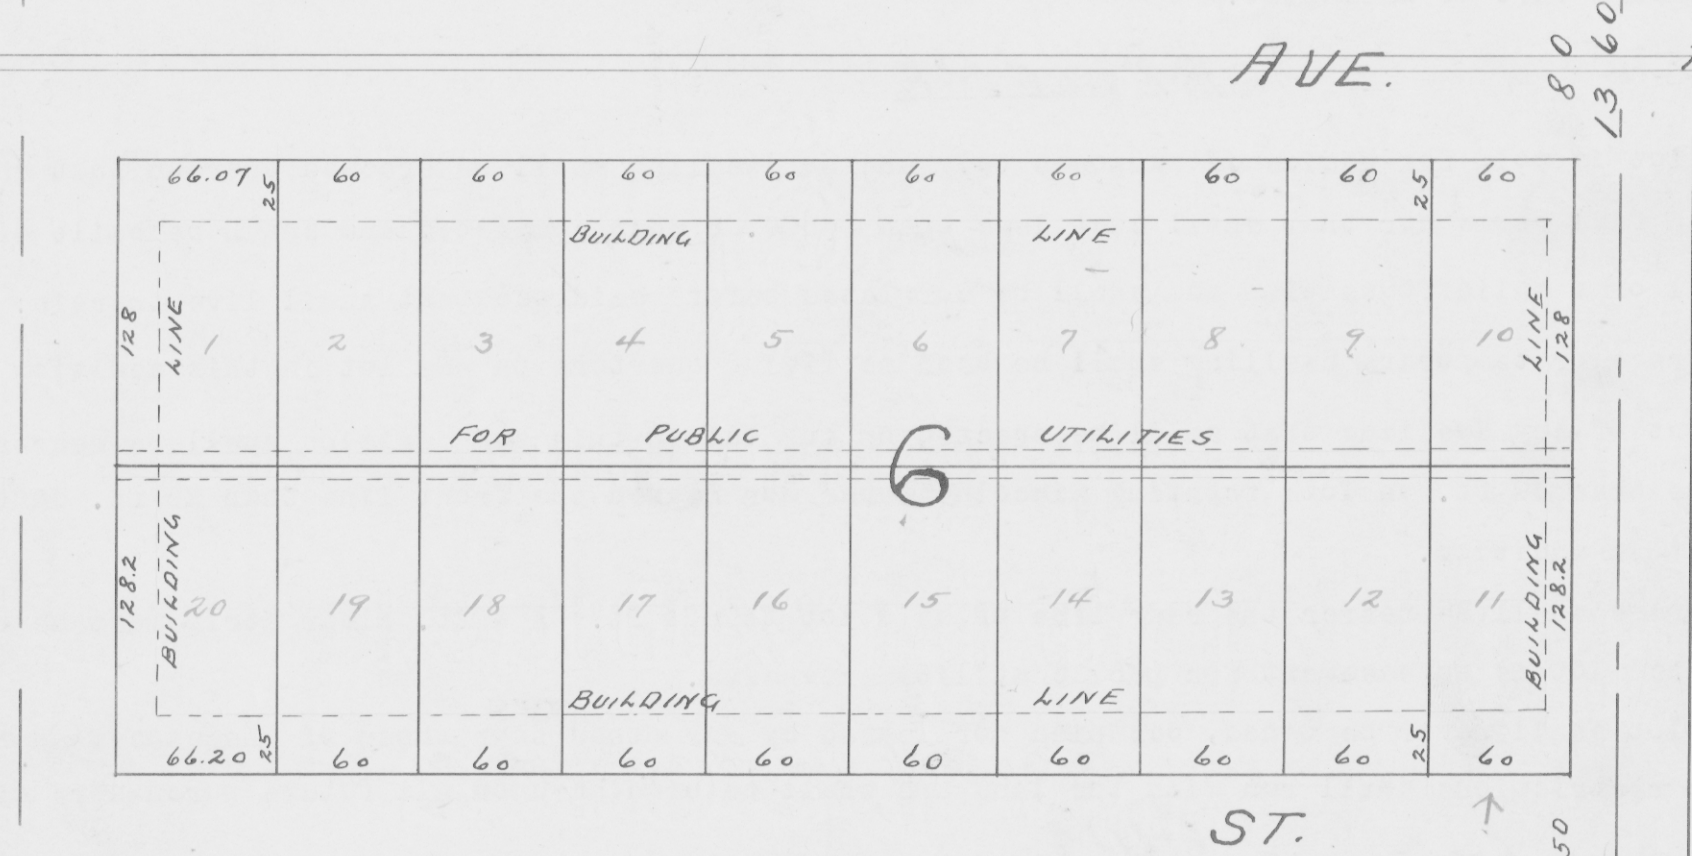 AVE.
80
60
13
66.07 25 60 60 60 60 60 60 60 60 25 60
BUILDING LINE
128 LINE 1 2 3 4 5 6 7 8 9 10 LINE 128
FOR PUBLIC UTILITIES
6
128.2 BUILDING 20 19 18 17 16 15 14 13 12 11 BUILDING 128.2
BUILDING LINE
66.20 25 60 60 60 60 60 60 60 60 25 60
ST.
50